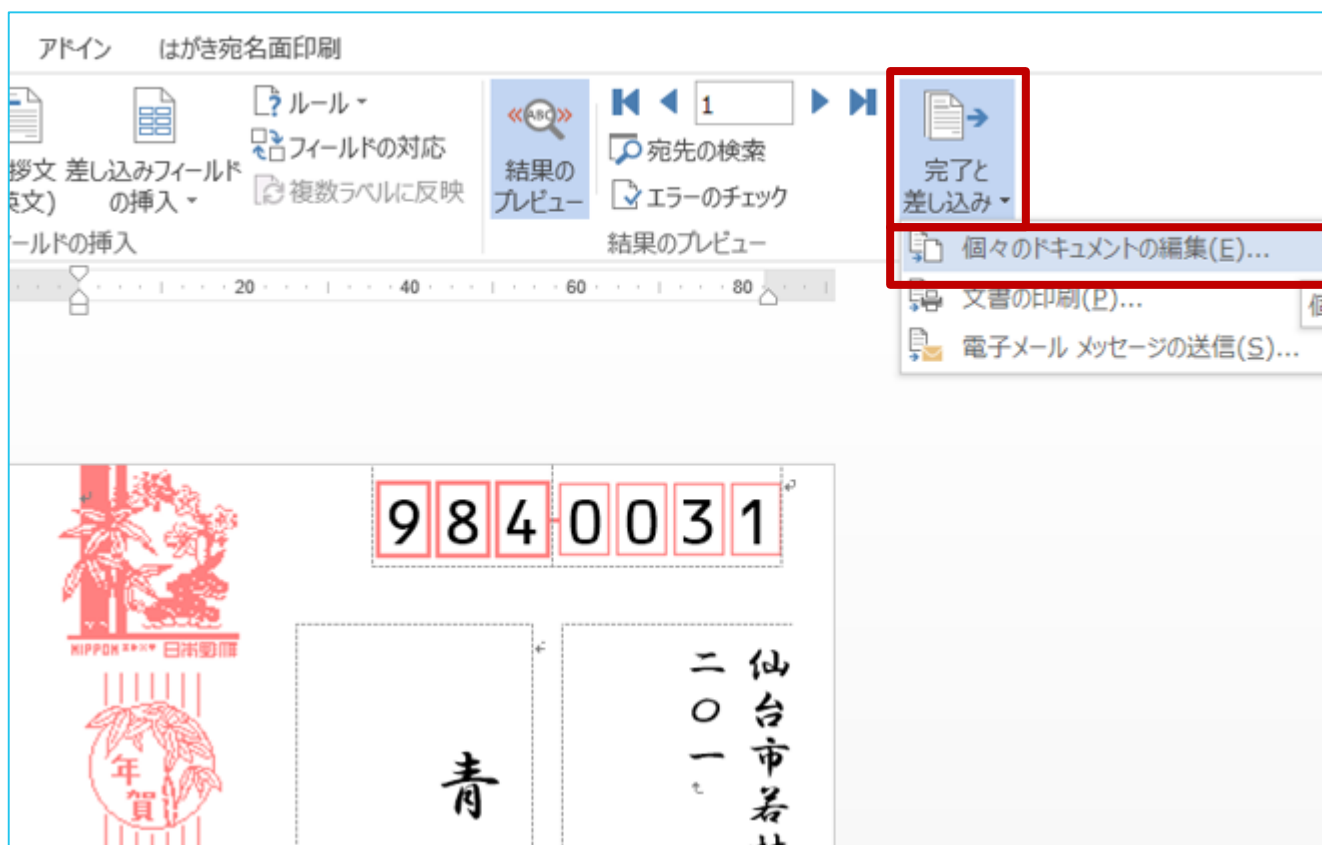 アドイン はがき宛名面印刷
ルール
フィールドの対応
複数ラベルに反映
拶文
英文)
差し込みフィールド
の挿入
ールドの挿入
«ABC»
結果の
プレビュー
1
宛先の検索
エラーのチェック
結果のプレビュー
完了と
差し込み
個々のドキュメントの編集(E)...
文書の印刷(P)...
電子メール メッセージの送信(S)...
個
20 40 60 80
9840031
NIPPON 日本郵便
年賀
仙台市若
二〇一
青